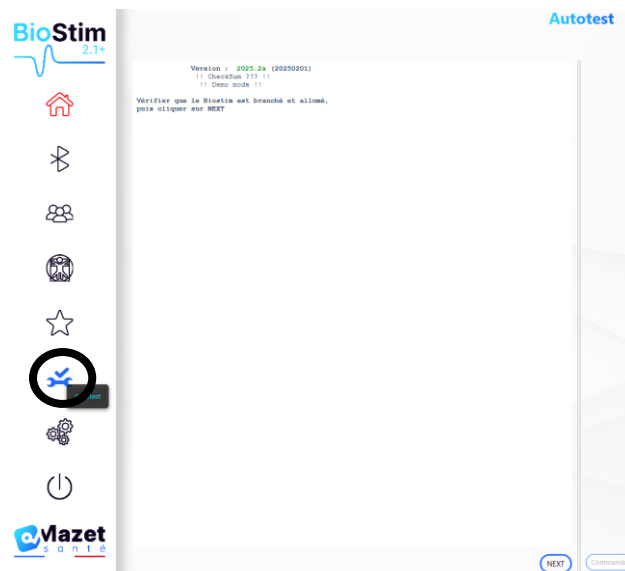 Autotest
BioStim
2.1+
Version : 2025.2a (20250201)
!! CheckSum ??? !!
!! Demo mode !!
Vérifier que le Biostim est branché et allumé,
puis cliquer sur NEXT
Mazet
santé
NEXT